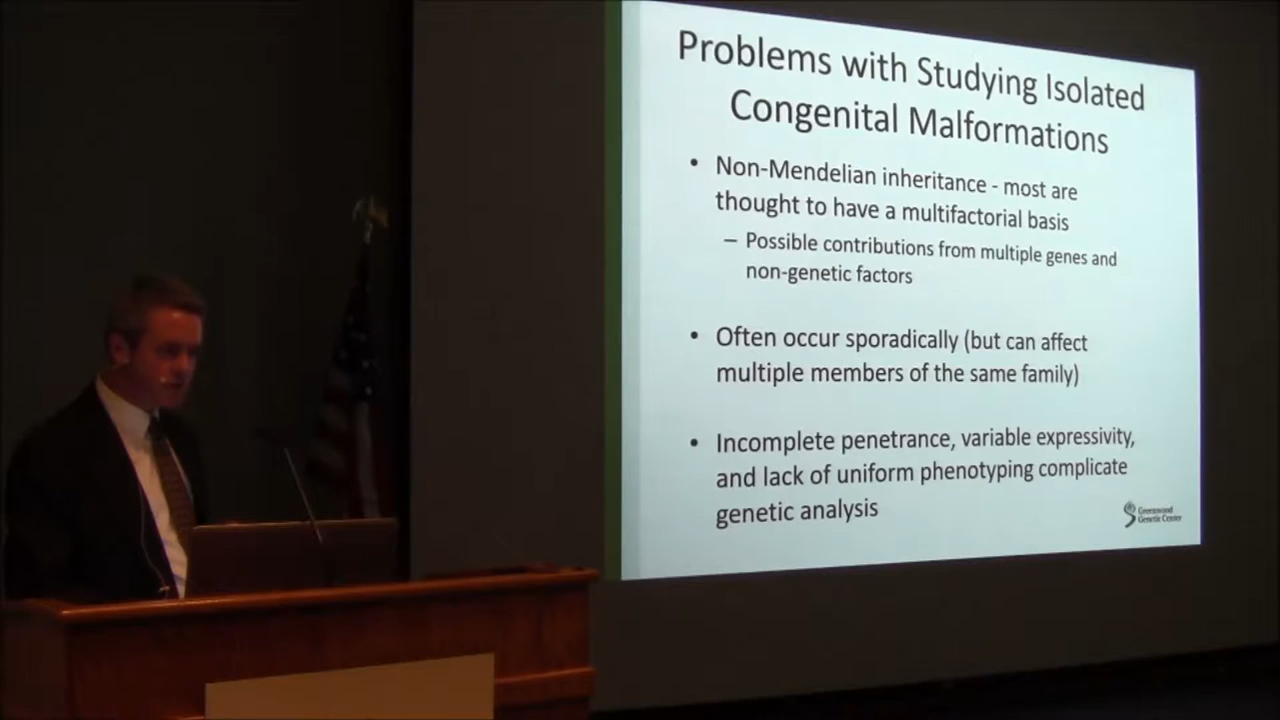 Problems with Studying Isolated
Congenital Malformations
• Non-Mendelian inheritance - most are
thought to have a multifactorial basis
– Possible contributions from multiple genes and
non-genetic factors
• Often occur sporadically (but can affect
multiple members of the same family)
• Incomplete penetrance, variable expressivity,
and lack of uniform phenotyping complicate
genetic analysis
Greenwood
Genetic Center